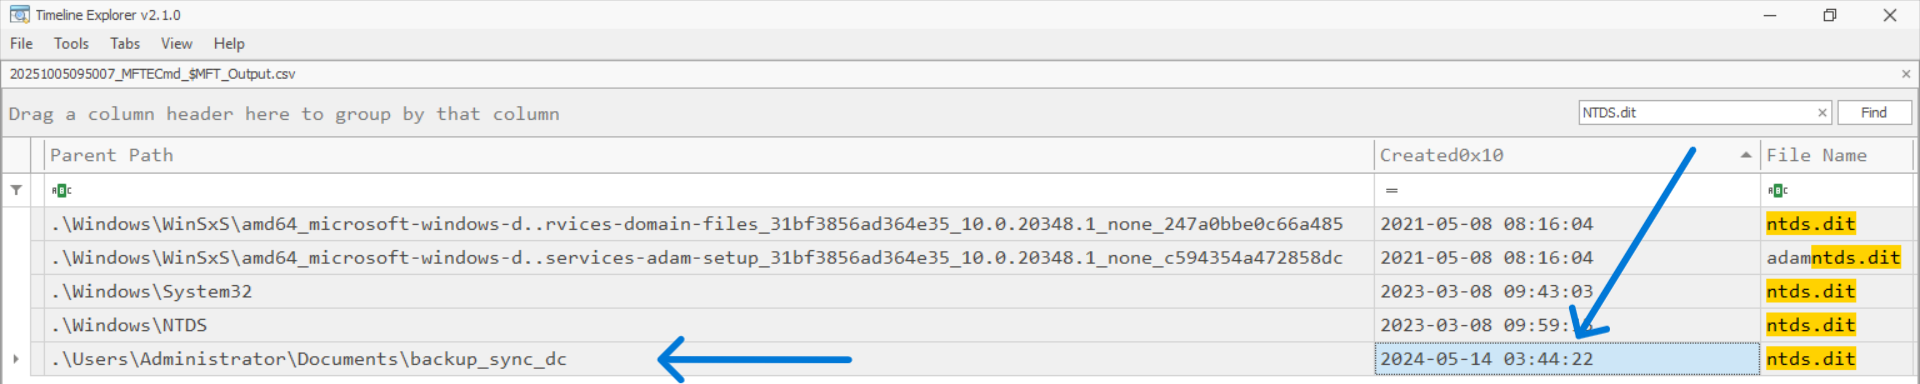 Timeline Explorer v2.1.0
File Tools Tabs View Help
20251005095007_MFTECmd_$MFT_Output.csv
Drag a column header here to group by that column
NTDS.dit Find
Parent Path Created0x10 File Name
=
.\Windows\WinSxS\amd64_microsoft-windows-d..rvices-domain-files_31bf3856ad364e35_10.0.20348.1_none_247a0bbe0c66a485 2021-05-08 08:16:04 ntds.dit
.\Windows\WinSxS\amd64_microsoft-windows-d..services-adam-setup_31bf3856ad364e35_10.0.20348.1_none_c594354a472858dc 2021-05-08 08:16:04 adamntds.dit
.\Windows\System32 2023-03-08 09:43:03 ntds.dit
.\Windows\NTDS 2023-03-08 ntds.dit
.\Users\Administrator\Documents\backup_sync_dc 2024-05-14 03:44:22 ntds.dit